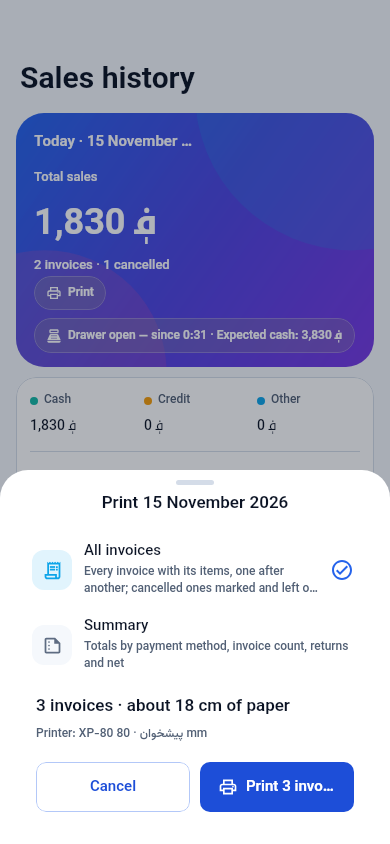 Sales history
Today · 15 November …
Total sales
1,830 ؋
2 invoices · 1 cancelled
Print
Drawer open — since 0:31 · Expected cash: 3,830 ؋
Cash
Credit
Other
1,830 ؋
0 ؋
0 ؋
Print 15 November 2026
All invoices
Every invoice with its items, one after
another; cancelled ones marked and left o…
Summary
Totals by payment method, invoice count, returns
and net
3 invoices · about 18 cm of paper
Printer: XP-80 80 · پیشخوان mm
Cancel
Print 3 invo…